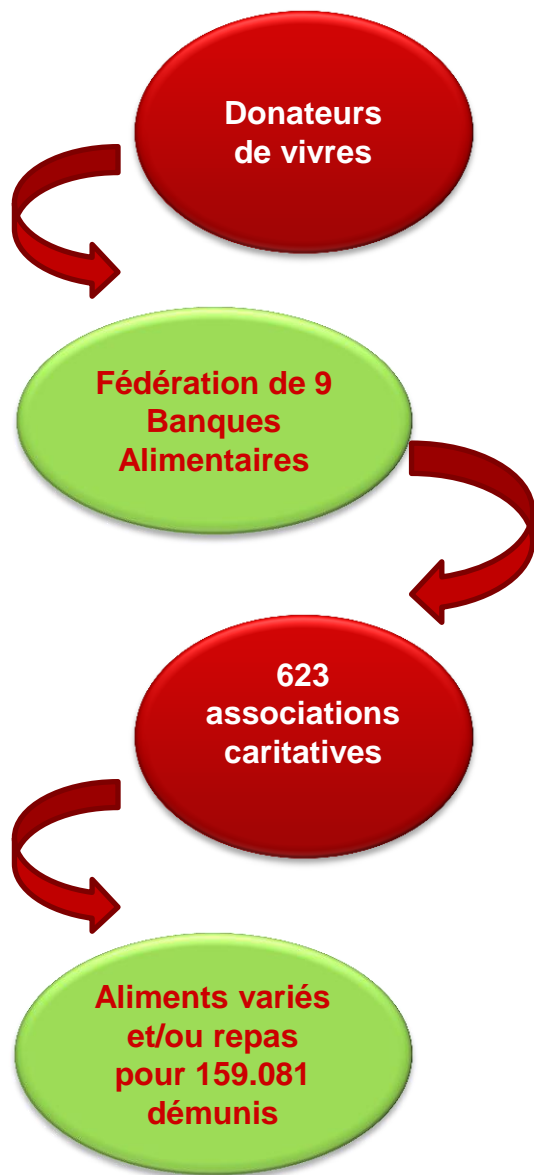 Donateurs
de vivres
Fédération de 9
Banques
Alimentaires
623
associations
caritatives
Aliments variés
et/ou repas
pour 159.081
démunis